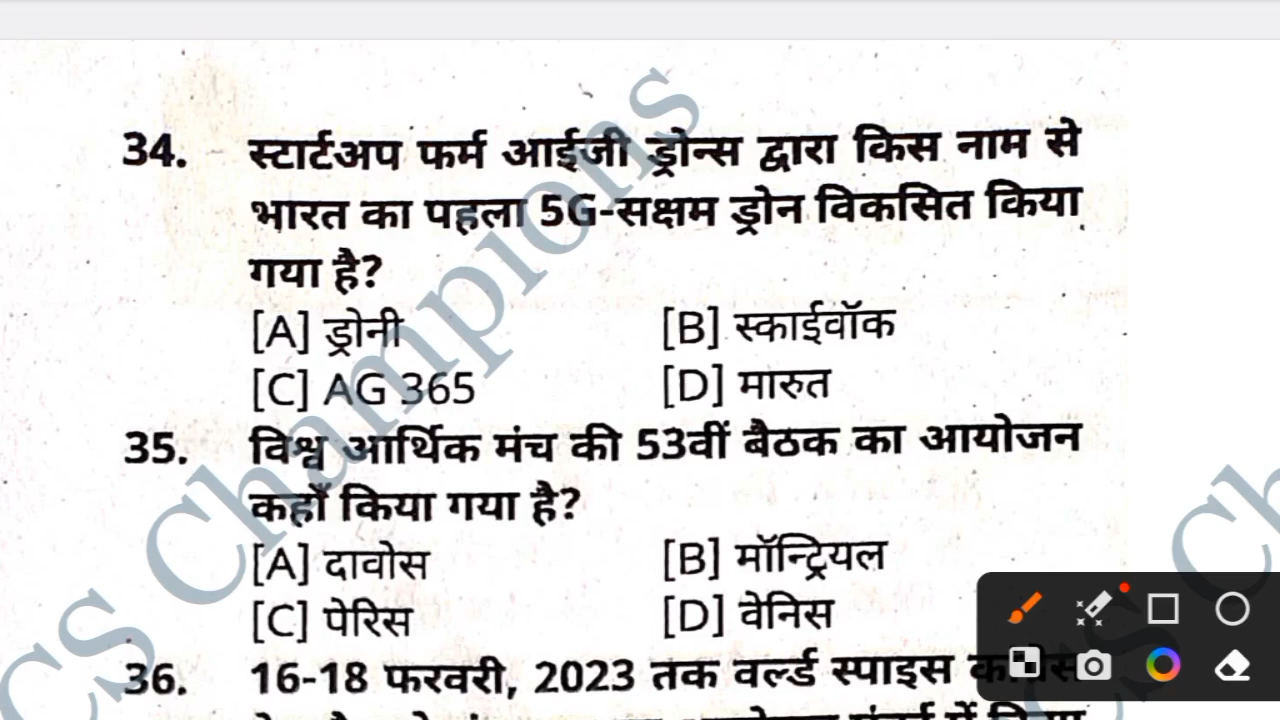 34. स्टार्टअप फर्म आईजी ड्रोन्स द्वारा किस नाम से
भारत का पहला 5G-सक्षम ड्रोन विकसित किया
गया है?
[A] ड्रोनी [B] स्काईवॉक
[C] AG 365 [D] मारुत
35. विश्व आर्थिक मंच की 53वीं बैठक का आयोजन
कहाँ किया गया है?
[A] दावोस [B] मॉन्ट्रियल
[C] पेरिस [D] वेनिस
36. 16-18 फरवरी, 2023 तक वर्ल्ड स्पाइस
CS Champions